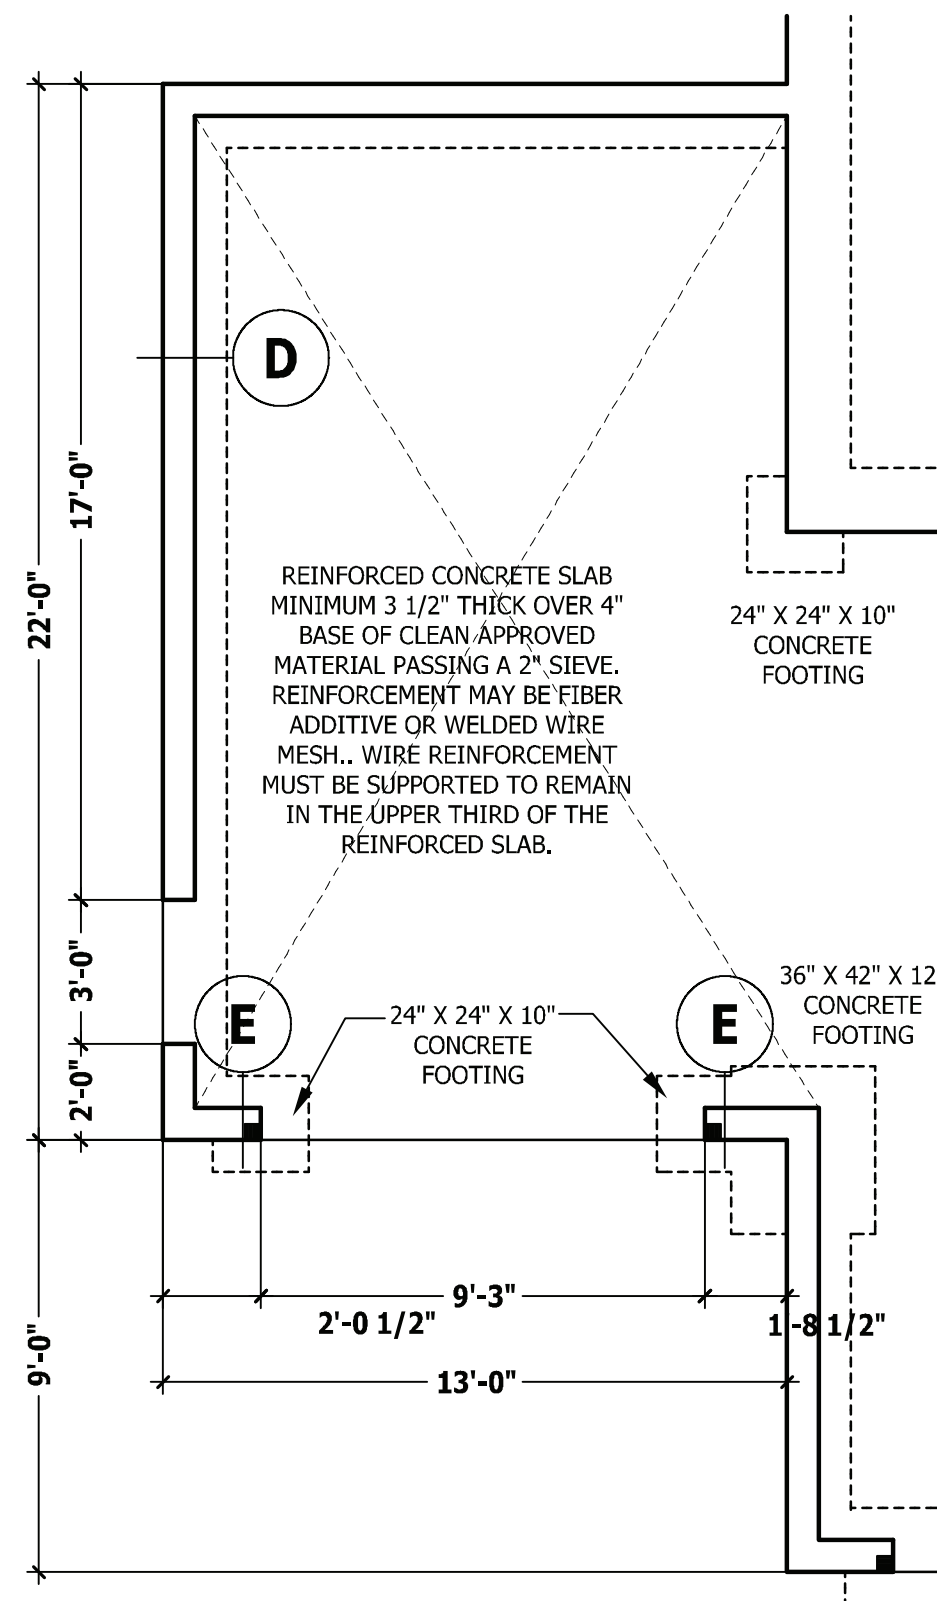 D
17'-0"
22'-0"
REINFORCED CONCRETE SLAB
MINIMUM 3 1/2" THICK OVER 4"
BASE OF CLEAN APPROVED
MATERIAL PASSING A 2" SIEVE.
REINFORCEMENT MAY BE FIBER
ADDITIVE OR WELDED WIRE
MESH.. WIRE REINFORCEMENT
MUST BE SUPPORTED TO REMAIN
IN THE UPPER THIRD OF THE
REINFORCED SLAB.
24" X 24" X 10"
CONCRETE
FOOTING
3'-0"
E
24" X 24" X 10"
CONCRETE
FOOTING
E
36" X 42" X 12
CONCRETE
FOOTING
2'-0"
9'-3"
2'-0 1/2"
1'-8 1/2"
9'-0"
13'-0"